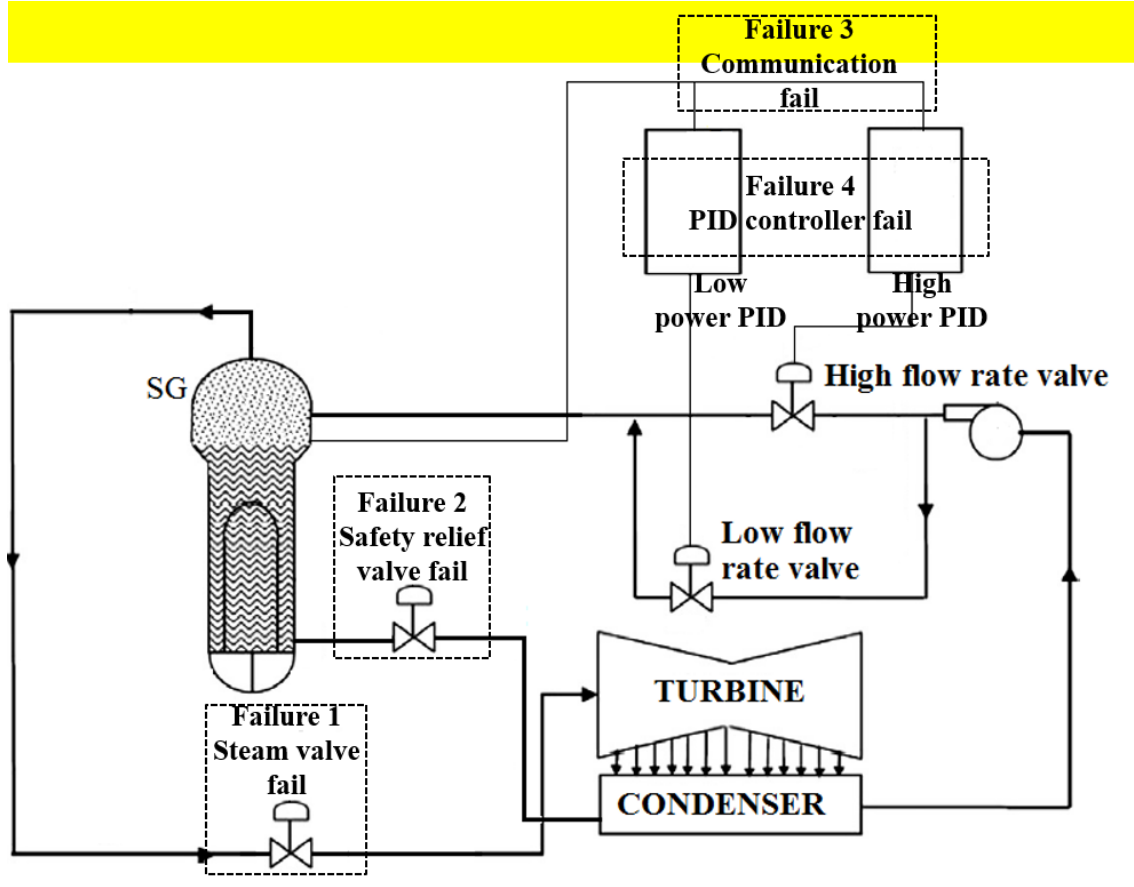 Failure 3
Communication
fail
Failure 4
PID controller fail
Low
power PID
High
power PID
SG
High flow rate valve
Failure 2
Safety relief
valve fail
Low flow
rate valve
TURBINE
Failure 1
Steam valve
fail
CONDENSER